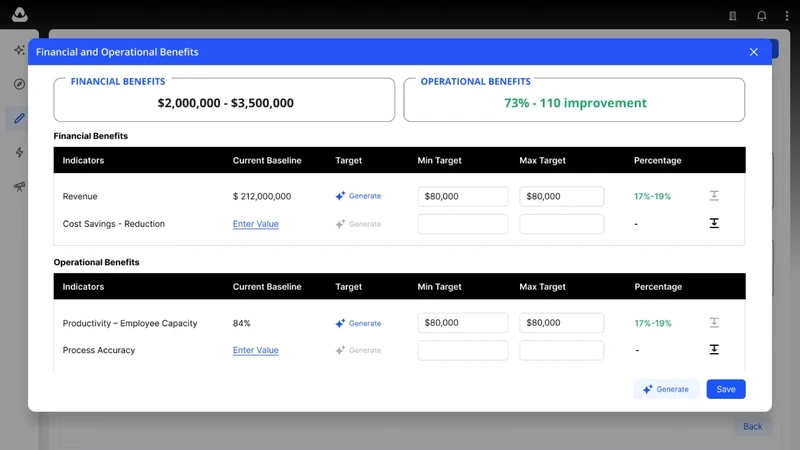 Financial and Operational Benefits
FINANCIAL BENEFITS
$2,000,000 - $3,500,000
OPERATIONAL BENEFITS
73% - 110 improvement
Financial Benefits
Indicators Current Baseline Target Min Target Max Target Percentage
Revenue $ 212,000,000 Generate $80,000 $80,000 17%-19%
Cost Savings - Reduction Enter Value Generate -
Operational Benefits
Indicators Current Baseline Target Min Target Max Target Percentage
Productivity – Employee Capacity 84% Generate $80,000 $80,000 17%-19%
Process Accuracy Enter Value Generate -
Generate Save
Back